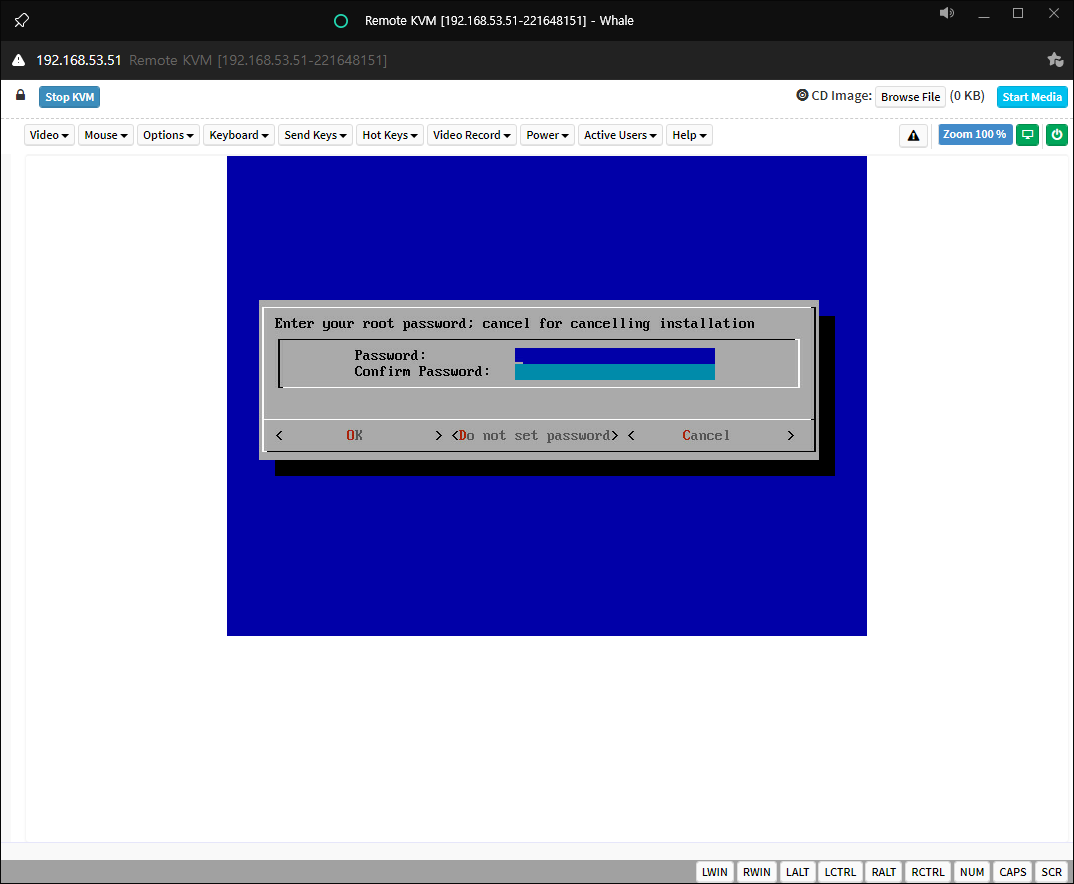 Remote KVM [192.168.53.51-221648151] - Whale
192.168.53.51 Remote KVM [192.168.53.51-221648151]
Stop KVM CD Image: Browse File (0 KB) Start Media
Video Mouse Options Keyboard Send Keys Hot Keys Video Record Power Active Users Help Zoom 100 %
Enter your root password; cancel for cancelling installation
Password:
Confirm Password:
< OK > <Do not set password> < Cancel >
LWIN RWIN LALT LCTRL RALT RCTRL NUM CAPS SCR